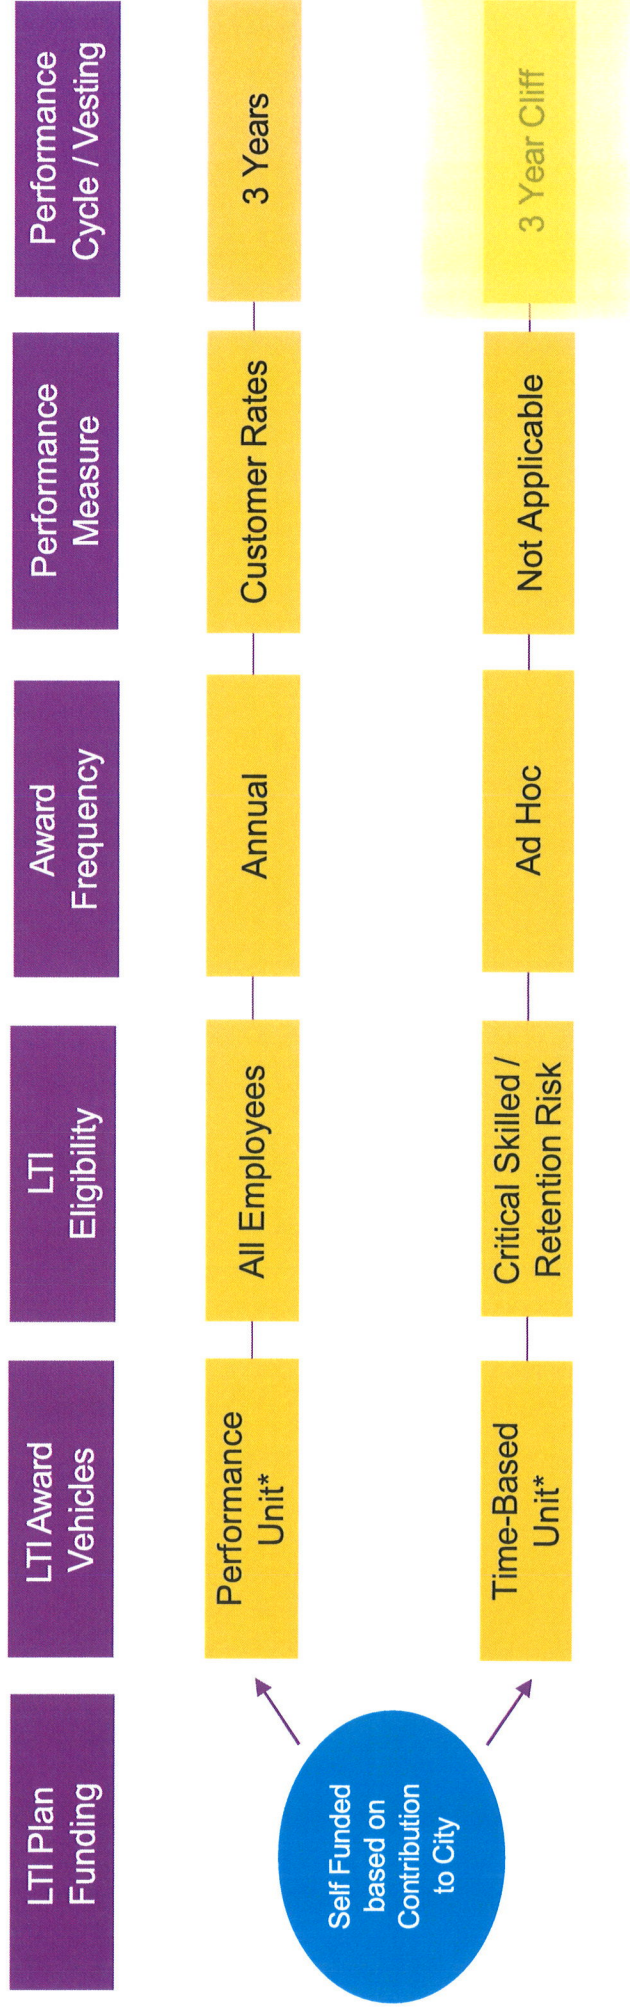 LTI Plan
Funding
LTI Award
Vehicles
LTI
Eligibility
Award
Frequency
Performance
Measure
Performance
Cycle / Vesting
Self Funded
based on
Contribution
to City
Performance
Unit*
All Employees
Annual
Customer Rates
3 Years
Time-Based
Unit*
Critical Skilled /
Retention Risk
Ad Hoc
Not Applicable
3 Year Cliff